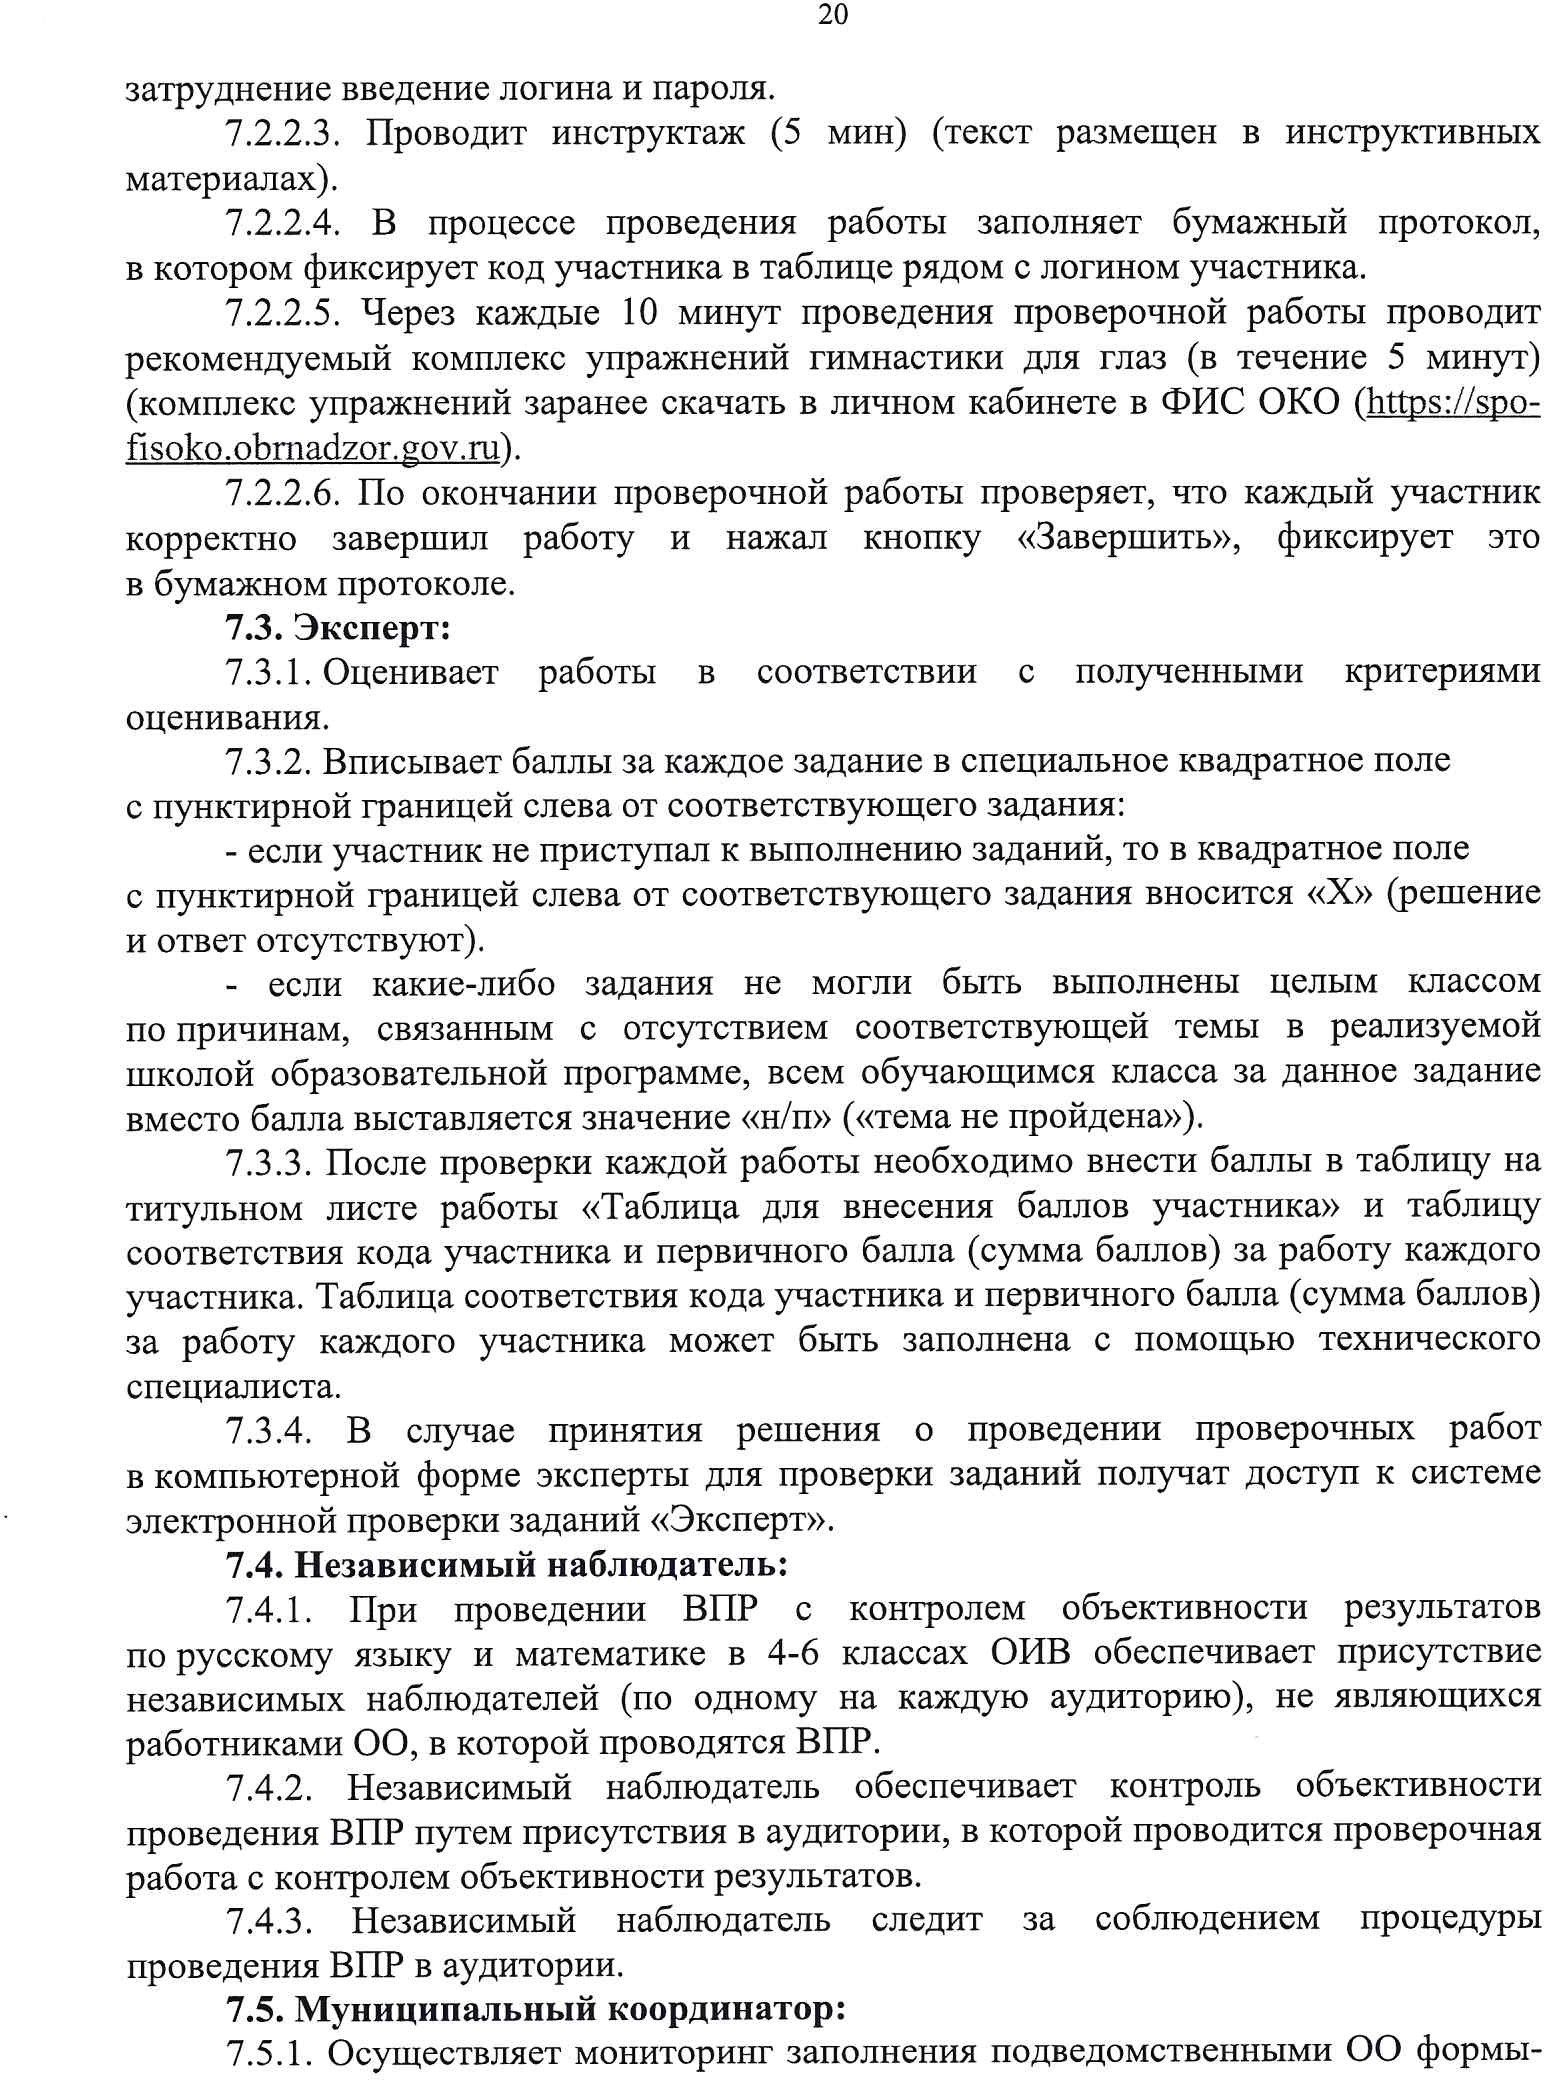 20
затруднение введение логина и пароля.
7.2.2.3. Проводит инструктаж (5 мин) (текст размещен в инструктивных
материалах).
7.2.2.4. В процессе проведения работы заполняет бумажный протокол,
в котором фиксирует код участника в таблице рядом с логином участника.
7.2.2.5. Через каждые 10 минут проведения проверочной работы проводит
рекомендуемый комплекс упражнений гимнастики для глаз (в течение 5 минут)
(комплекс упражнений заранее скачать в личном кабинете в ФИС ОКО (https://spo-
fisoko.obrnadzor.gov.ru).
7.2.2.6. По окончании проверочной работы проверяет, что каждый участник
корректно завершил работу и нажал кнопку «Завершить», фиксирует это
в бумажном протоколе.
7.3. Эксперт:
7.3.1. Оценивает работы в соответствии с полученными критериями
оценивания.
7.3.2. Вписывает баллы за каждое задание в специальное квадратное поле
с пунктирной границей слева от соответствующего задания:
- если участник не приступал к выполнению заданий, то в квадратное поле
с пунктирной границей слева от соответствующего задания вносится «Х» (решение
и ответ отсутствуют).
- если какие-либо задания не могли быть выполнены целым классом
по причинам, связанным с отсутствием соответствующей темы в реализуемой
школой образовательной программе, всем обучающимся класса за данное задание
вместо балла выставляется значение «н/п» («тема не пройдена»).
7.3.3. После проверки каждой работы необходимо внести баллы в таблицу на
титульном листе работы «Таблица для внесения баллов участника» и таблицу
соответствия кода участника и первичного балла (сумма баллов) за работу каждого
участника. Таблица соответствия кода участника и первичного балла (сумма баллов)
за работу каждого участника может быть заполнена с помощью технического
специалиста.
7.3.4. В случае принятия решения о проведении проверочных работ
в компьютерной форме эксперты для проверки заданий получат доступ к системе
электронной проверки заданий «Эксперт».
7.4. Независимый наблюдатель:
7.4.1. При проведении ВПР с контролем объективности результатов
по русскому языку и математике в 4-6 классах ОИВ обеспечивает присутствие
независимых наблюдателей (по одному на каждую аудиторию), не являющихся
работниками ОО, в которой проводятся ВПР.
7.4.2. Независимый наблюдатель обеспечивает контроль объективности
проведения ВПР путем присутствия в аудитории, в которой проводится проверочная
работа с контролем объективности результатов.
7.4.3. Независимый наблюдатель следит за соблюдением процедуры
проведения ВПР в аудитории.
7.5. Муниципальный координатор:
7.5.1. Осуществляет мониторинг заполнения подведомственными ОО формы-